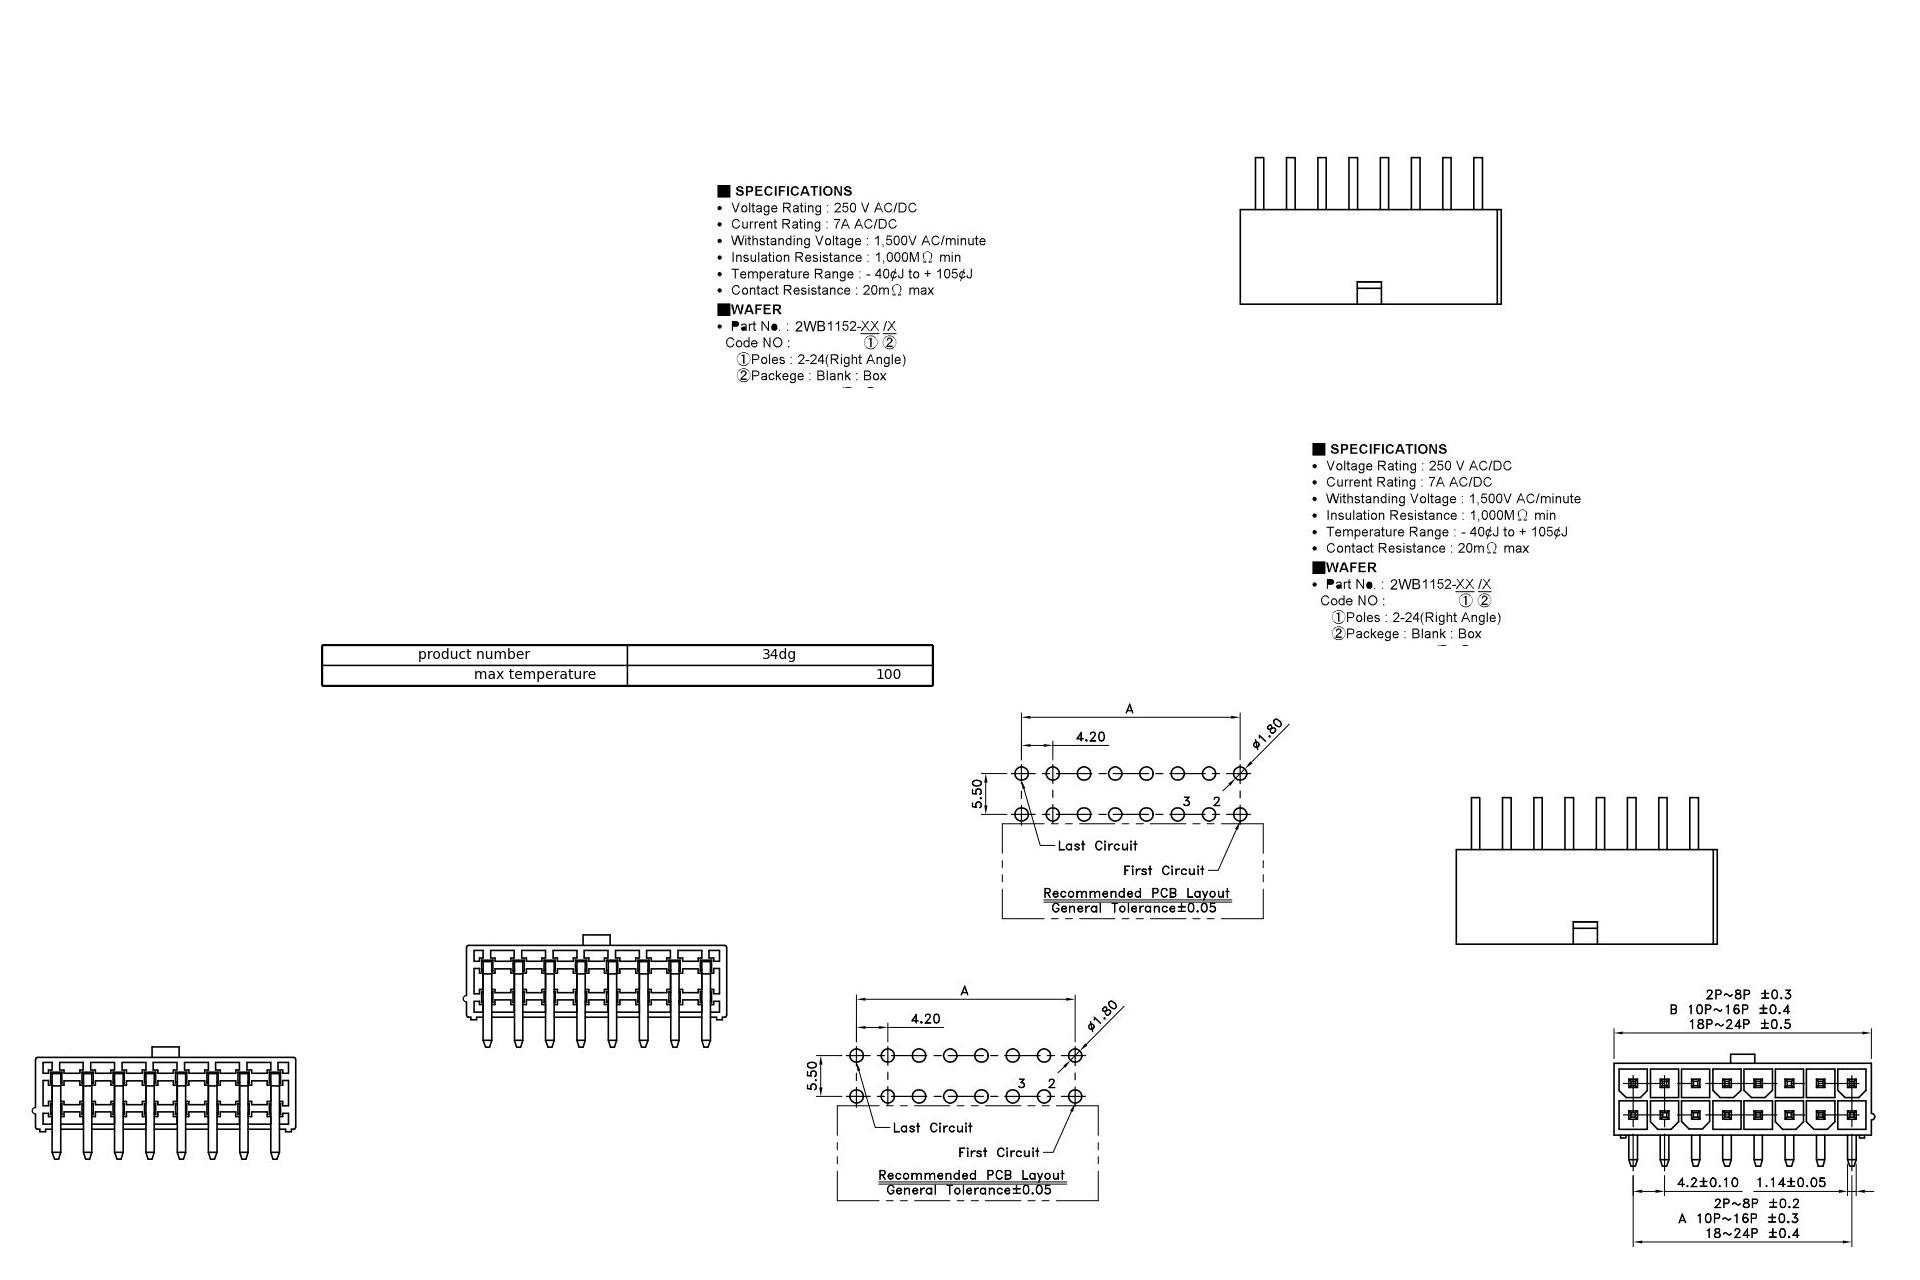 ■ SPECIFICATIONS
• Voltage Rating : 250 V AC/DC
• Current Rating : 7A AC/DC
• Withstanding Voltage : 1,500V AC/minute
• Insulation Resistance : 1,000MΩ min
• Temperature Range : - 40¢J to + 105¢J
• Contact Resistance : 20mΩ max
■WAFER
• Part No. : 2WB1152-XX /X
Code NO : ① ②
①Poles : 2-24(Right Angle)
②Packege : Blank : Box
■ SPECIFICATIONS
• Voltage Rating : 250 V AC/DC
• Current Rating : 7A AC/DC
• Withstanding Voltage : 1,500V AC/minute
• Insulation Resistance : 1,000MΩ min
• Temperature Range : - 40¢J to + 105¢J
• Contact Resistance : 20mΩ max
■WAFER
• Part No. : 2WB1152-XX /X
Code NO : ① ②
①Poles : 2-24(Right Angle)
②Packege : Blank : Box
product number 34dg
max temperature 100
A
4.20
ø1.80
5.50
3 2
Last Circuit
First Circuit
Recommended PCB Layout
General Tolerance±0.05
A
4.20
ø1.80
5.50
3 2
Last Circuit
First Circuit
Recommended PCB Layout
General Tolerance±0.05
2P~8P ±0.3
B 10P~16P ±0.4
18P~24P ±0.5
4.2±0.10 1.14±0.05
2P~8P ±0.2
A 10P~16P ±0.3
18~24P ±0.4